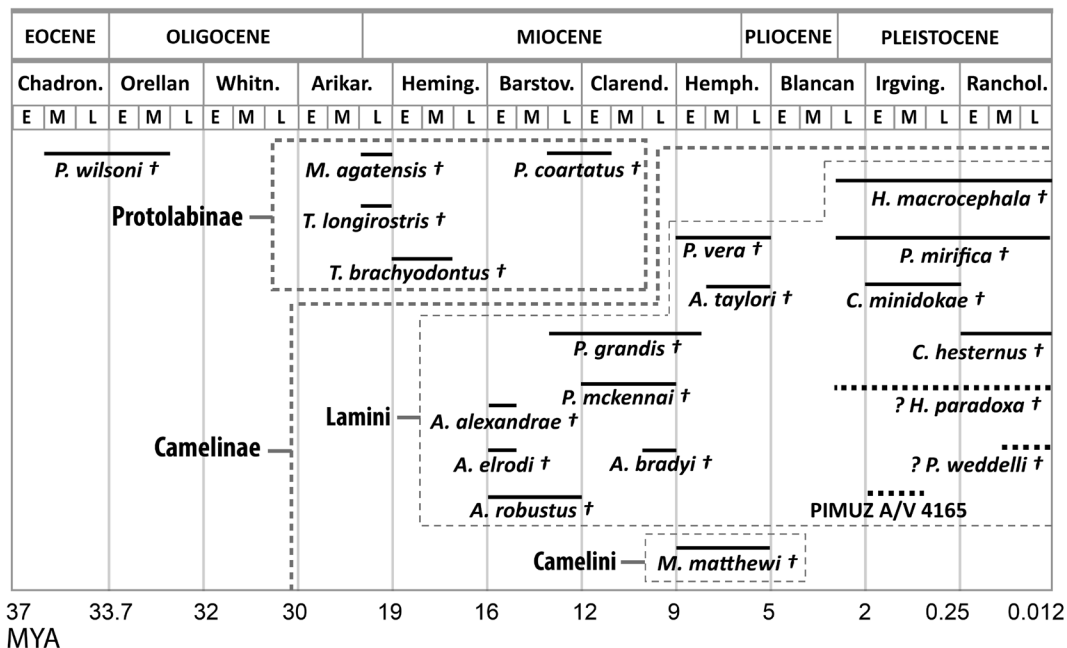 EOCENE OLIGOCENE MIOCENE PLIOCENE PLEISTOCENE
Chadron. Orellan Whitn. Arikar. Heming. Barstov. Clarend. Hemph. Blancan Irgving. Ranchol.
E M L E M L E M L E M L E M L E M L E M L E M L E M L E M L E M L
P. wilsoni † M. agatensis † P. coartatus †
H. macrocephala †
Protolabinae T. longirostris †
P. vera † P. mirifica †
T. brachyodontus †
A. taylori † C. minidokae †
P. grandis † C. hesternus †
P. mckennai † ? H. paradoxa †
Lamini A. alexandrae †
Camelinae A. elrodi † A. bradyi † ? P. weddelli †
A. robustus † PIMUZ A/V 4165
Camelini M. matthewi †
37 33.7 32 30 19 16 12 9 5 2 0.25 0.012
MYA